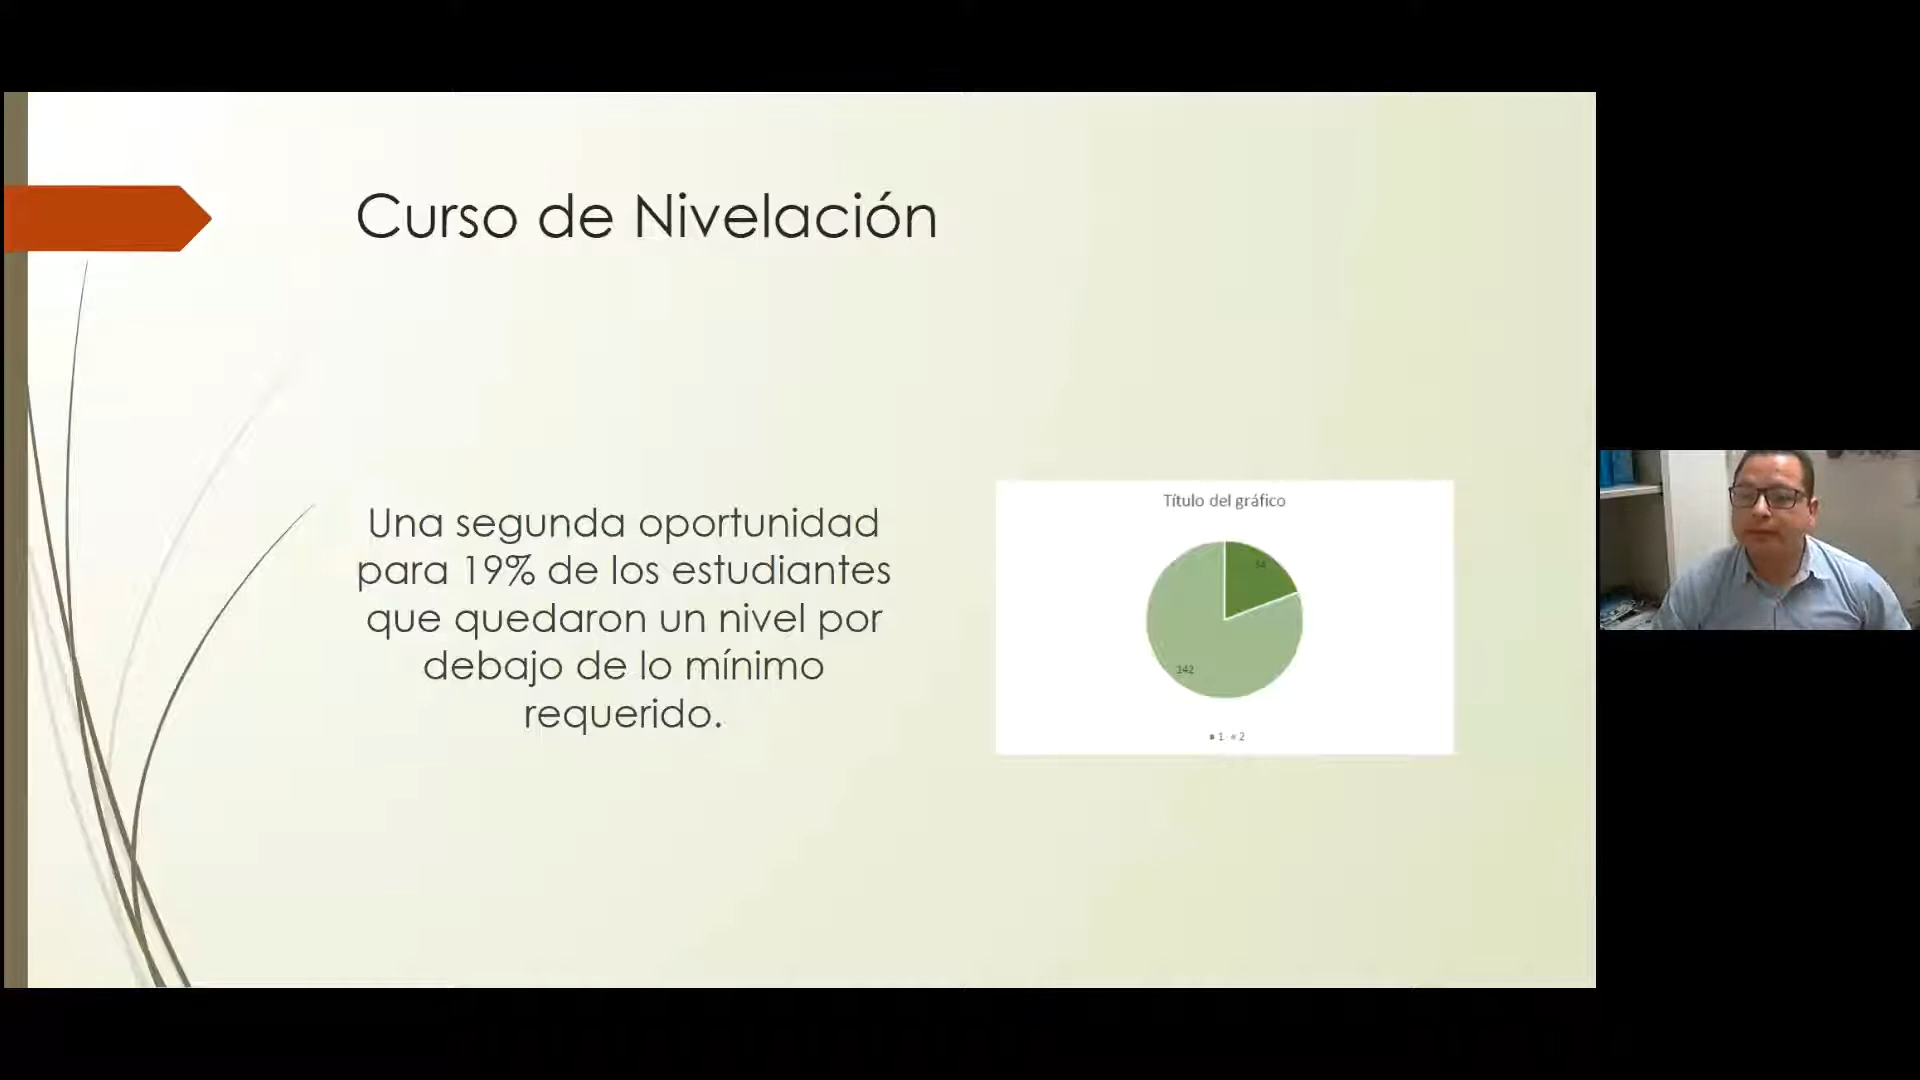 Curso de Nivelación
Una segunda oportunidad
para 19% de los estudiantes
que quedaron un nivel por
debajo de lo mínimo
requerido.
Título del gráfico
34
142
1 2